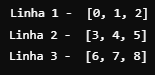 Linha 1 -  [0, 1, 2]
Linha 2 -  [3, 4, 5]
Linha 3 -  [6, 7, 8]